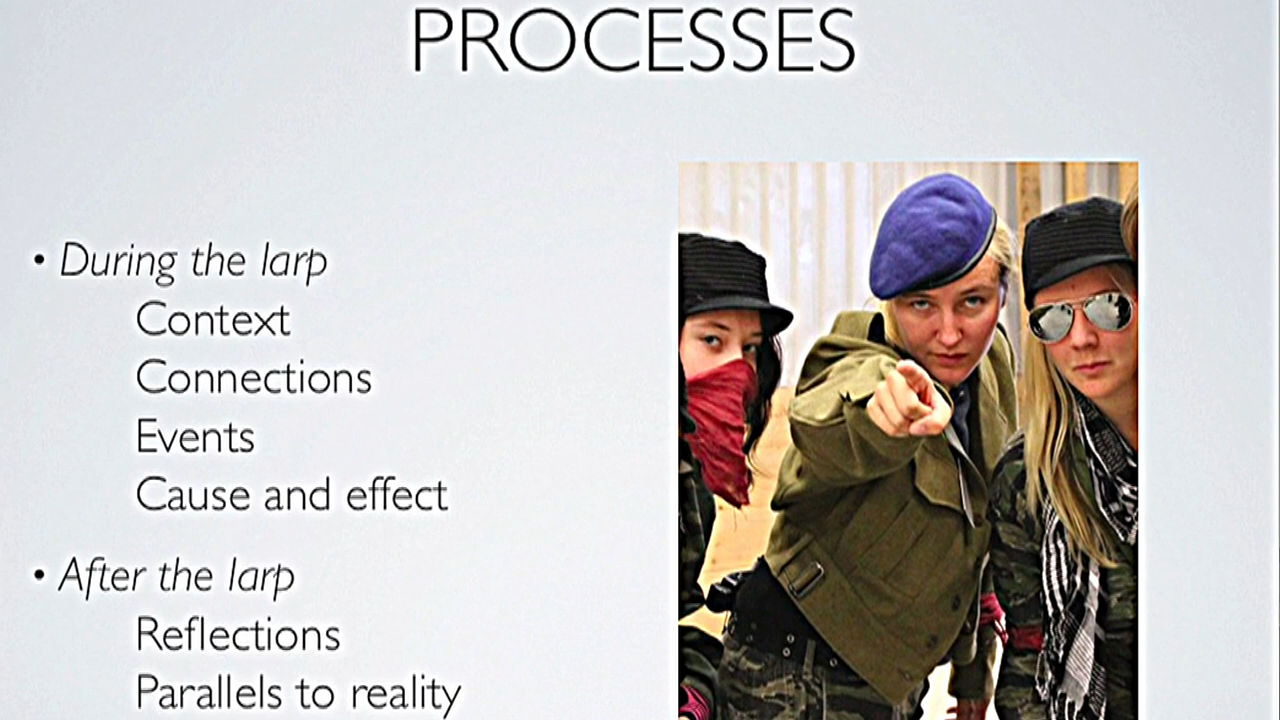 PROCESSES
• During the larp
Context
Connections
Events
Cause and effect
• After the larp
Reflections
Parallels to reality